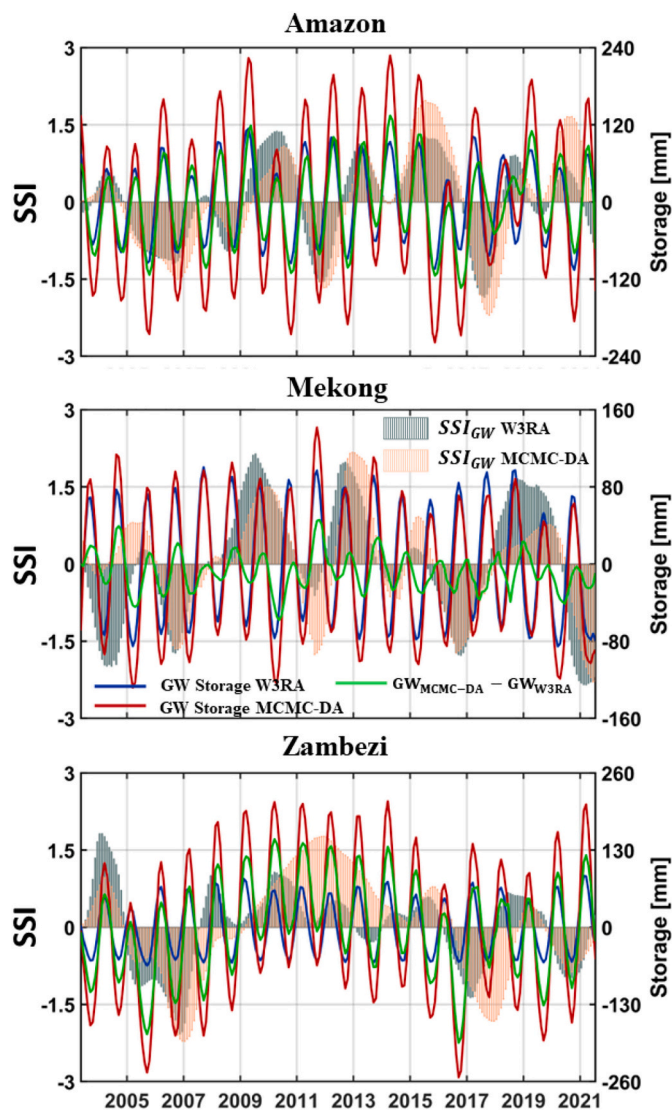 Amazon
3 240
1.5 120
0 0
-1.5 -120
-3 -240
SSI
Storage [mm]
Mekong
3 160
1.5 80
0 0
-1.5 -80
-3 -160
SSI
Storage [mm]
SSI_GW W3RA
SSI_GW MCMC-DA
GW Storage W3RA
GW_MCMC−DA − GW_W3RA
GW Storage MCMC-DA
Zambezi
3 260
1.5 130
0 0
-1.5 -130
-3 -260
SSI
Storage [mm]
2005 2007 2009 2011 2013 2015 2017 2019 2021